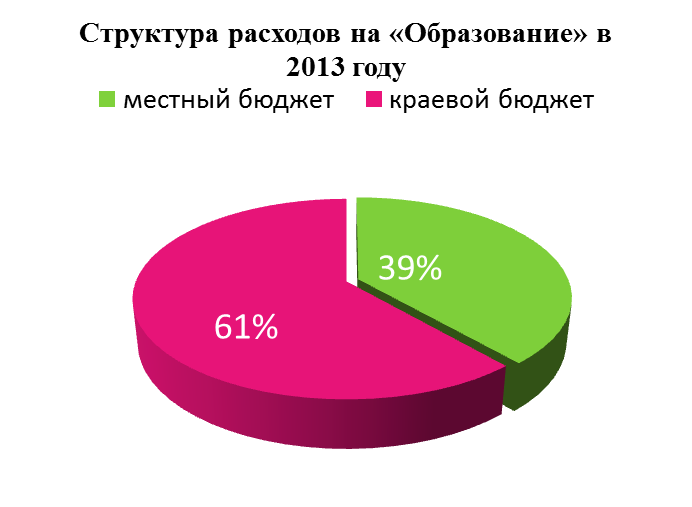 Структура расходов на «Образование» в
2013 году
местный бюджет краевой бюджет
39%
61%